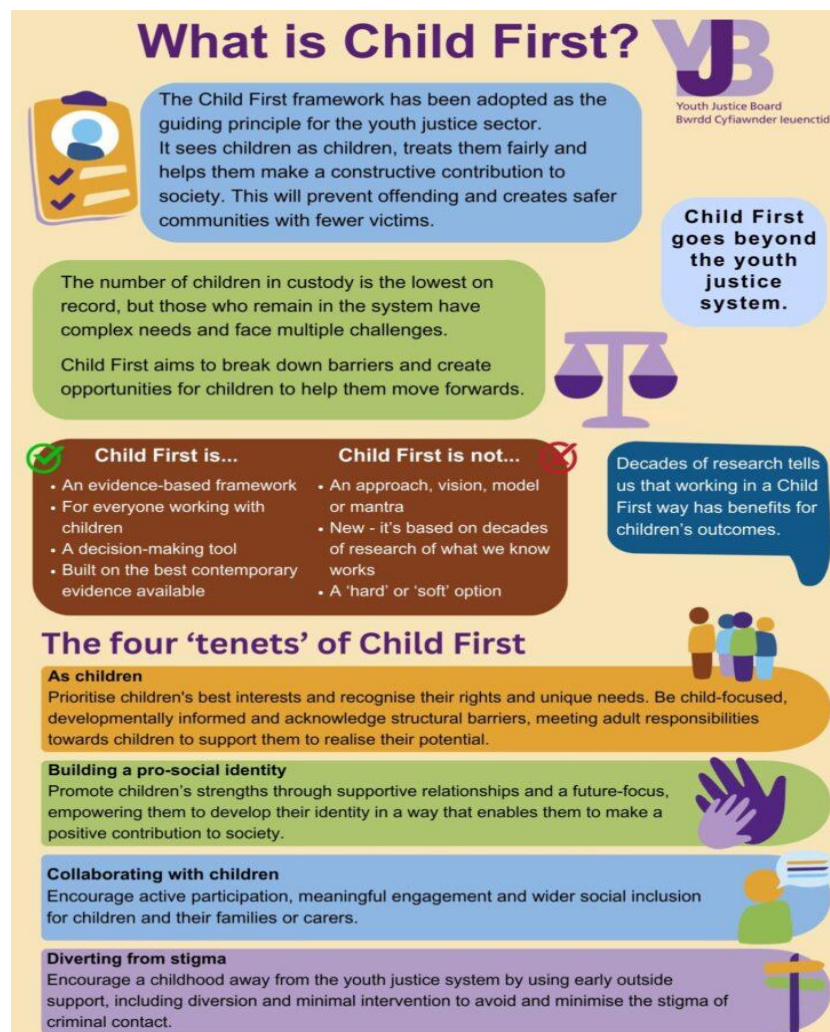 What is Child First?
YJB
Youth Justice Board
Bwrdd Cyfiawnder Ieuenctid
The Child First framework has been adopted as the
guiding principle for the youth justice sector.
It sees children as children, treats them fairly and
helps them make a constructive contribution to
society. This will prevent offending and creates safer
communities with fewer victims.
Child First
goes beyond
the youth
justice
system.
The number of children in custody is the lowest on
record, but those who remain in the system have
complex needs and face multiple challenges.
Child First aims to break down barriers and create
opportunities for children to help them move forwards.
Child First is...
• An evidence-based framework
• For everyone working with
children
• A decision-making tool
• Built on the best contemporary
evidence available
Child First is not...
• An approach, vision, model
or mantra
• New - it's based on decades
of research of what we know
works
• A ‘hard’ or ‘soft’ option
Decades of research tells
us that working in a Child
First way has benefits for
children’s outcomes.
The four ‘tenets’ of Child First
As children
Prioritise children's best interests and recognise their rights and unique needs. Be child-focused,
developmentally informed and acknowledge structural barriers, meeting adult responsibilities
towards children to support them to realise their potential.
Building a pro-social identity
Promote children’s strengths through supportive relationships and a future-focus,
empowering them to develop their identity in a way that enables them to make a
positive contribution to society.
Collaborating with children
Encourage active participation, meaningful engagement and wider social inclusion
for children and their families or carers.
Diverting from stigma
Encourage a childhood away from the youth justice system by using early outside
support, including diversion and minimal intervention to avoid and minimise the stigma of
criminal contact.